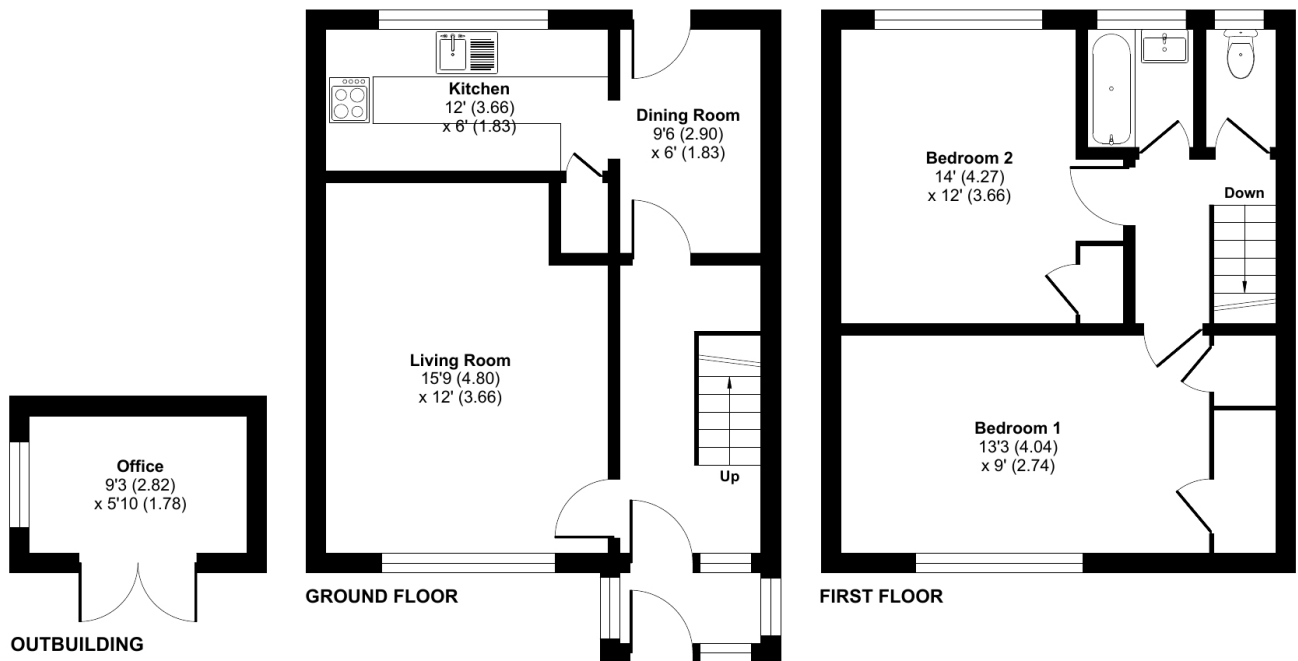 Kitchen
12' (3.66)
x 6' (1.83)
Dining Room
9'6 (2.90)
x 6' (1.83)
Living Room
15'9 (4.80)
x 12' (3.66)
Up
Office
9'3 (2.82)
x 5'10 (1.78)
OUTBUILDING
GROUND FLOOR
Bedroom 2
14' (4.27)
x 12' (3.66)
Down
Bedroom 1
13'3 (4.04)
x 9' (2.74)
FIRST FLOOR